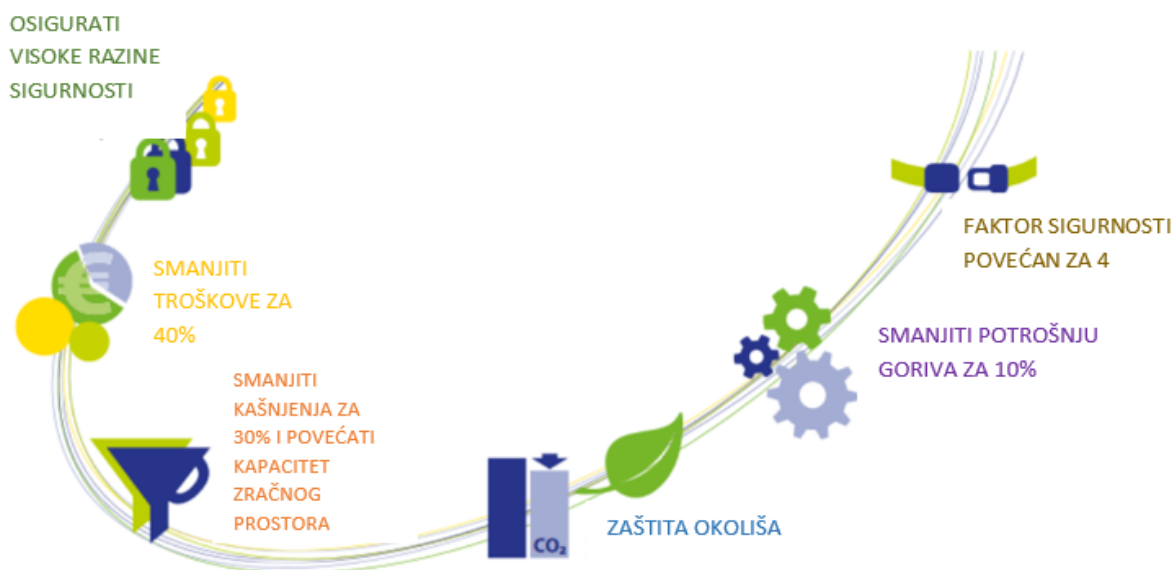 OSIGURATI
VISOKE RAZINE
SIGURNOSTI
SMANJITI
TROŠKOVE ZA
40%
SMANJITI
KAŠNJENJA ZA
30% I POVEĆATI
KAPACITET
ZRAČNOG
PROSTORA
CO₂
ZAŠTITA OKOLIŠA
SMANJITI POTROŠNJU
GORIVA ZA 10%
FAKTOR SIGURNOSTI
POVEĆAN ZA 4